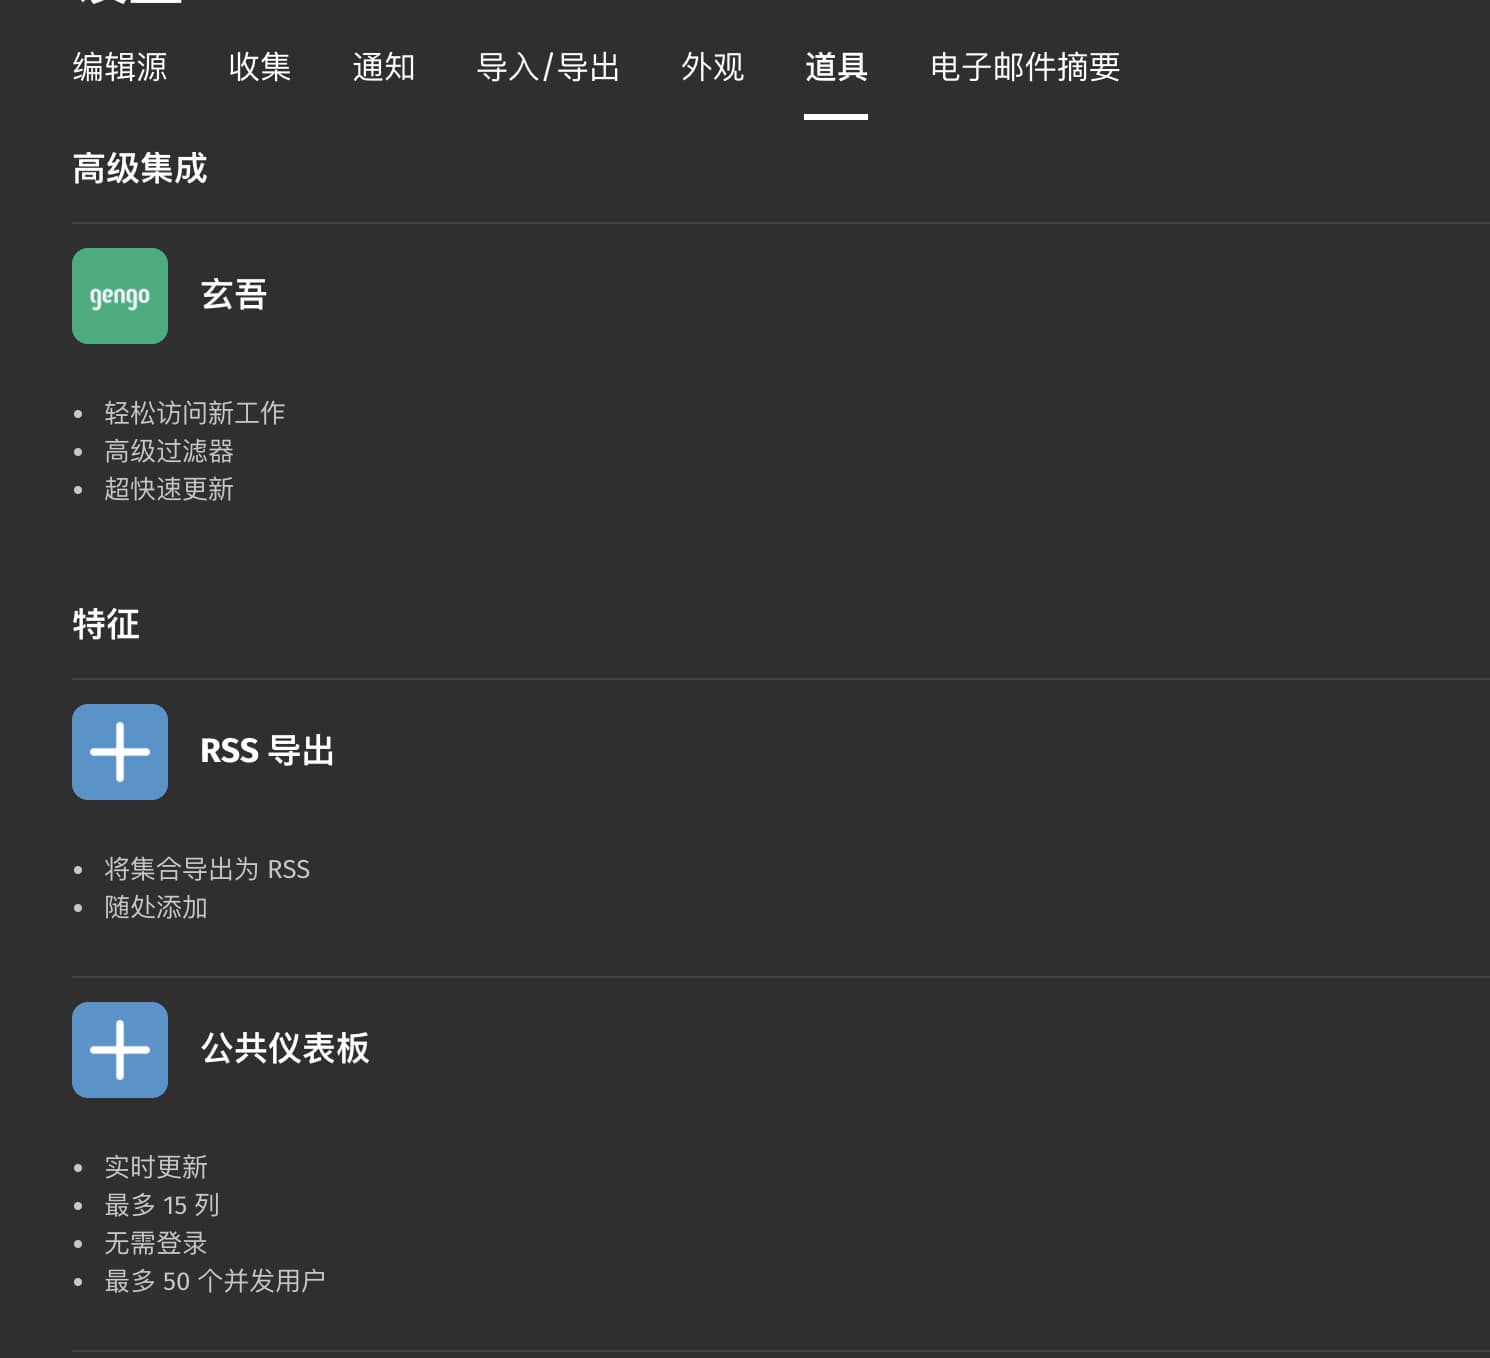 编辑源 收集 通知 导入/导出 外观 道具 电子邮件摘要
高级集成
gengo
玄吾
轻松访问新工作
高级过滤器
超快速更新
特征
RSS 导出
将集合导出为 RSS
随处添加
公共仪表板
实时更新
最多 15 列
无需登录
最多 50 个并发用户